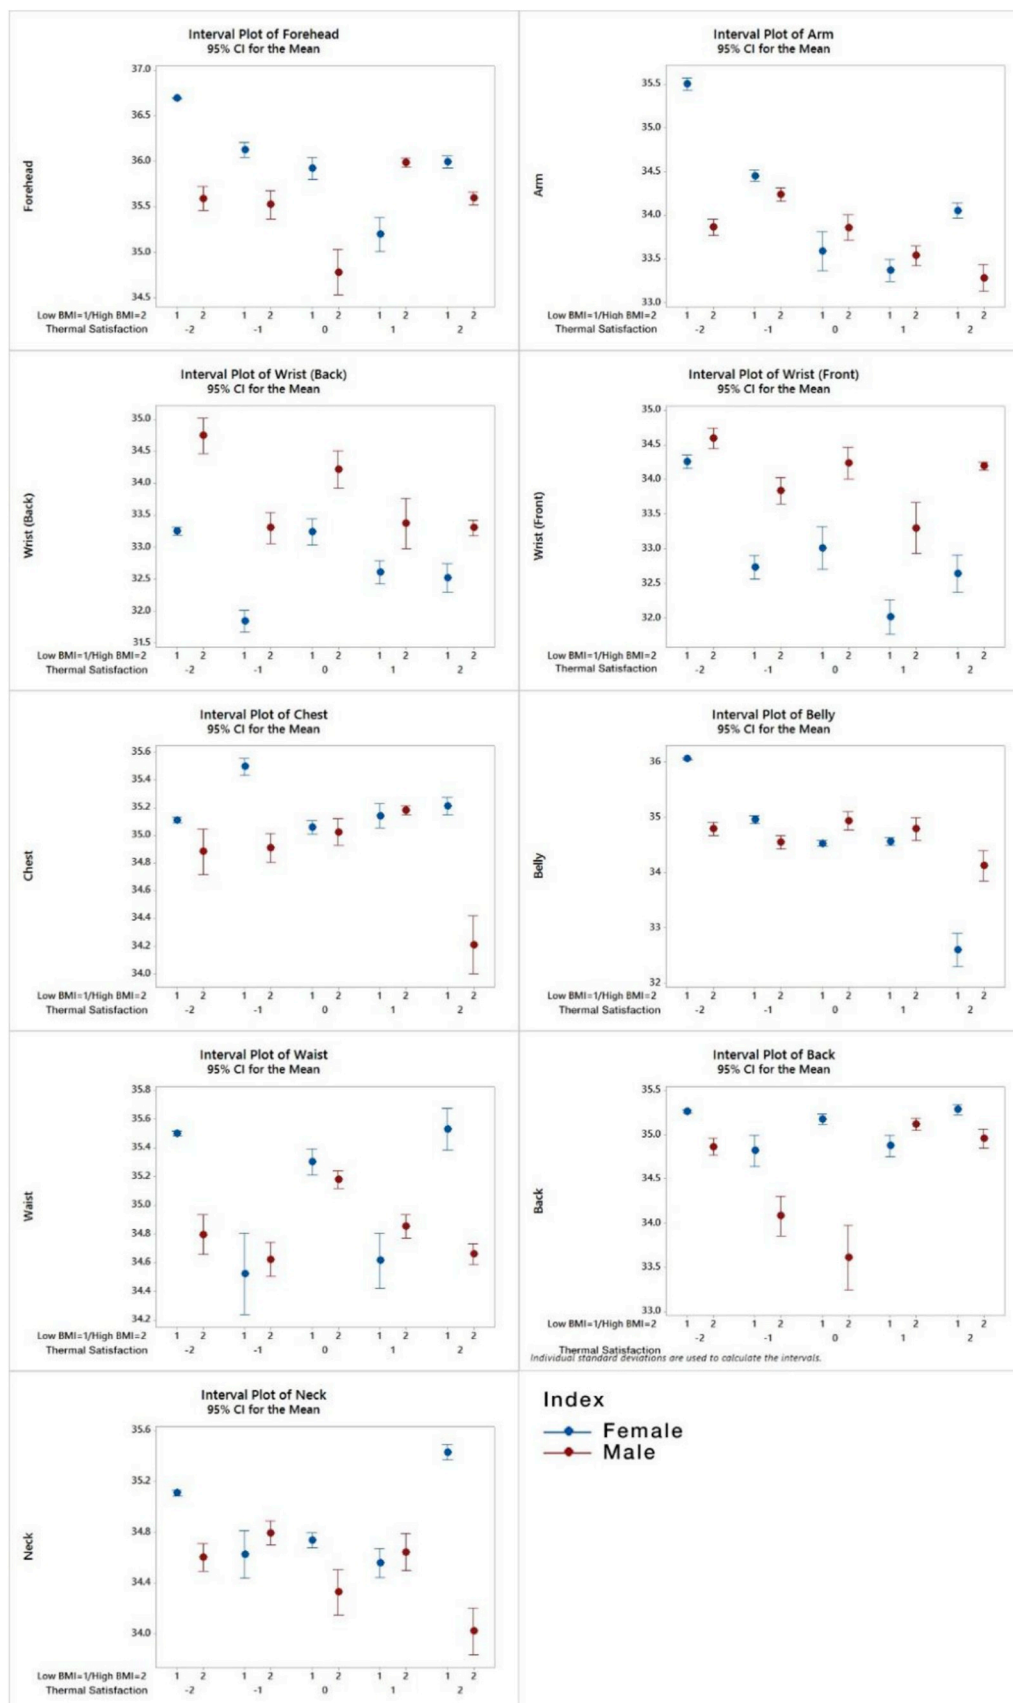 Interval Plot of Forehead
95% CI for the Mean
Forehead
37.0
36.5
36.0
35.5
35.0
34.5
Low BMI=1/High BMI=2 1 2 1 2 1 2 1 2 1 2
Thermal Satisfaction -2 -1 0 1 2
Interval Plot of Arm
95% CI for the Mean
Arm
35.5
35.0
34.5
34.0
33.5
33.0
Low BMI=1/High BMI=2 1 2 1 2 1 2 1 2 1 2
Thermal Satisfaction -2 -1 0 1 2
Interval Plot of Wrist (Back)
95% CI for the Mean
Wrist (Back)
35.0
34.5
34.0
33.5
33.0
32.5
32.0
31.5
Low BMI=1/High BMI=2 1 2 1 2 1 2 1 2 1 2
Thermal Satisfaction -2 -1 0 1 2
Interval Plot of Wrist (Front)
95% CI for the Mean
Wrist (Front)
35.0
34.5
34.0
33.5
33.0
32.5
32.0
Low BMI=1/High BMI=2 1 2 1 2 1 2 1 2 1 2
Thermal Satisfaction -2 -1 0 1 2
Interval Plot of Chest
95% CI for the Mean
Chest
35.6
35.4
35.2
35.0
34.8
34.6
34.4
34.2
34.0
Low BMI=1/High BMI=2 1 2 1 2 1 2 1 2 1 2
Thermal Satisfaction -2 -1 0 1 2
Interval Plot of Belly
95% CI for the Mean
Belly
36
35
34
33
32
Low BMI=1/High BMI=2 1 2 1 2 1 2 1 2 1 2
Thermal Satisfaction -2 -1 0 1 2
Interval Plot of Waist
95% CI for the Mean
Waist
35.8
35.6
35.4
35.2
35.0
34.8
34.6
34.4
34.2
Low BMI=1/High BMI=2 1 2 1 2 1 2 1 2 1 2
Thermal Satisfaction -2 -1 0 1 2
Interval Plot of Back
95% CI for the Mean
Back
35.5
35.0
34.5
34.0
33.5
33.0
Low BMI=1/High BMI=2 1 2 1 2 1 2 1 2 1 2
Thermal Satisfaction -2 -1 0 1 2
Individual standard deviations are used to calculate the intervals.
Interval Plot of Neck
95% CI for the Mean
Neck
35.6
35.2
34.8
34.4
34.0
Low BMI=1/High BMI=2 1 2 1 2 1 2 1 2 1 2
Thermal Satisfaction -2 -1 0 1 2
Index
Female
Male